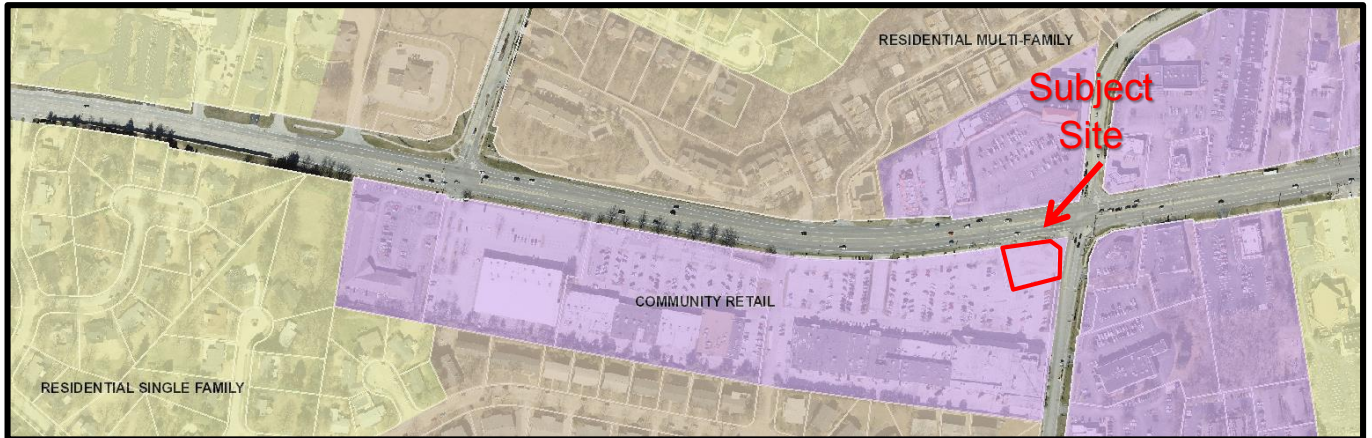 RESIDENTIAL MULTI-FAMILY
Subject
Site
COMMUNITY RETAIL
RESIDENTIAL SINGLE FAMILY